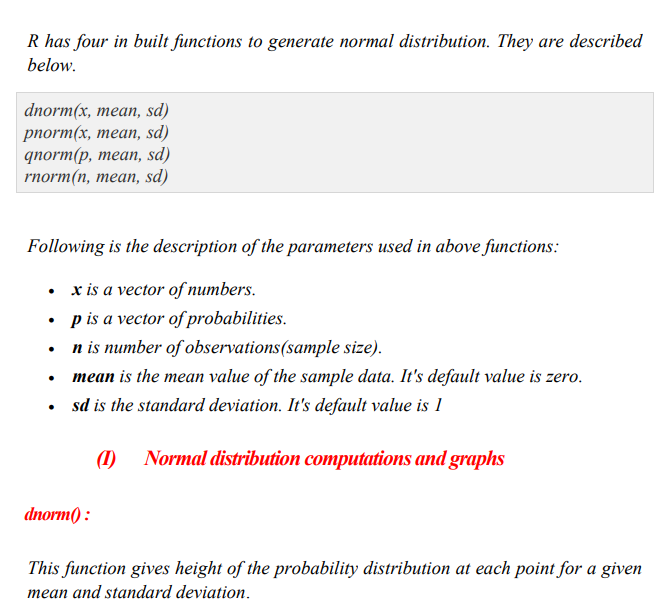 R has four in built functions to generate normal distribution. They are described
below.
dnorm(x, mean, sd)
pnorm(x, mean, sd)
qnorm(p, mean, sd)
rnorm(n, mean, sd)
Following is the description of the parameters used in above functions:
• x is a vector of numbers.
• p is a vector of probabilities.
• n is number of observations(sample size).
• mean is the mean value of the sample data. It's default value is zero.
• sd is the standard deviation. It's default value is 1
(I) Normal distribution computations and graphs
dnorm() :
This function gives height of the probability distribution at each point for a given
mean and standard deviation.